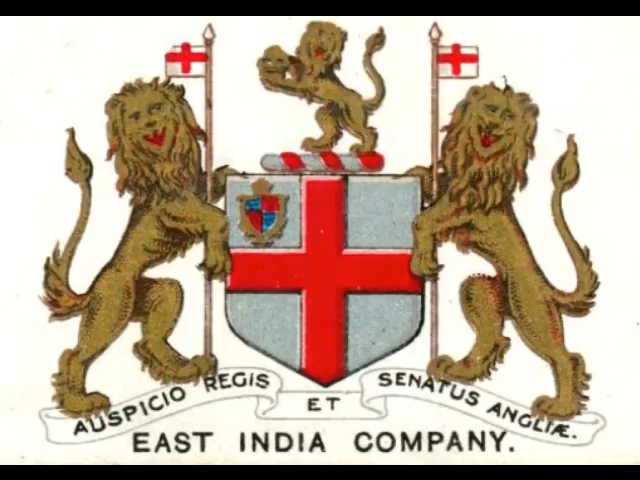 AUSPICIO REGIS ET SENATUS ANGLIÆ.
EAST INDIA COMPANY.